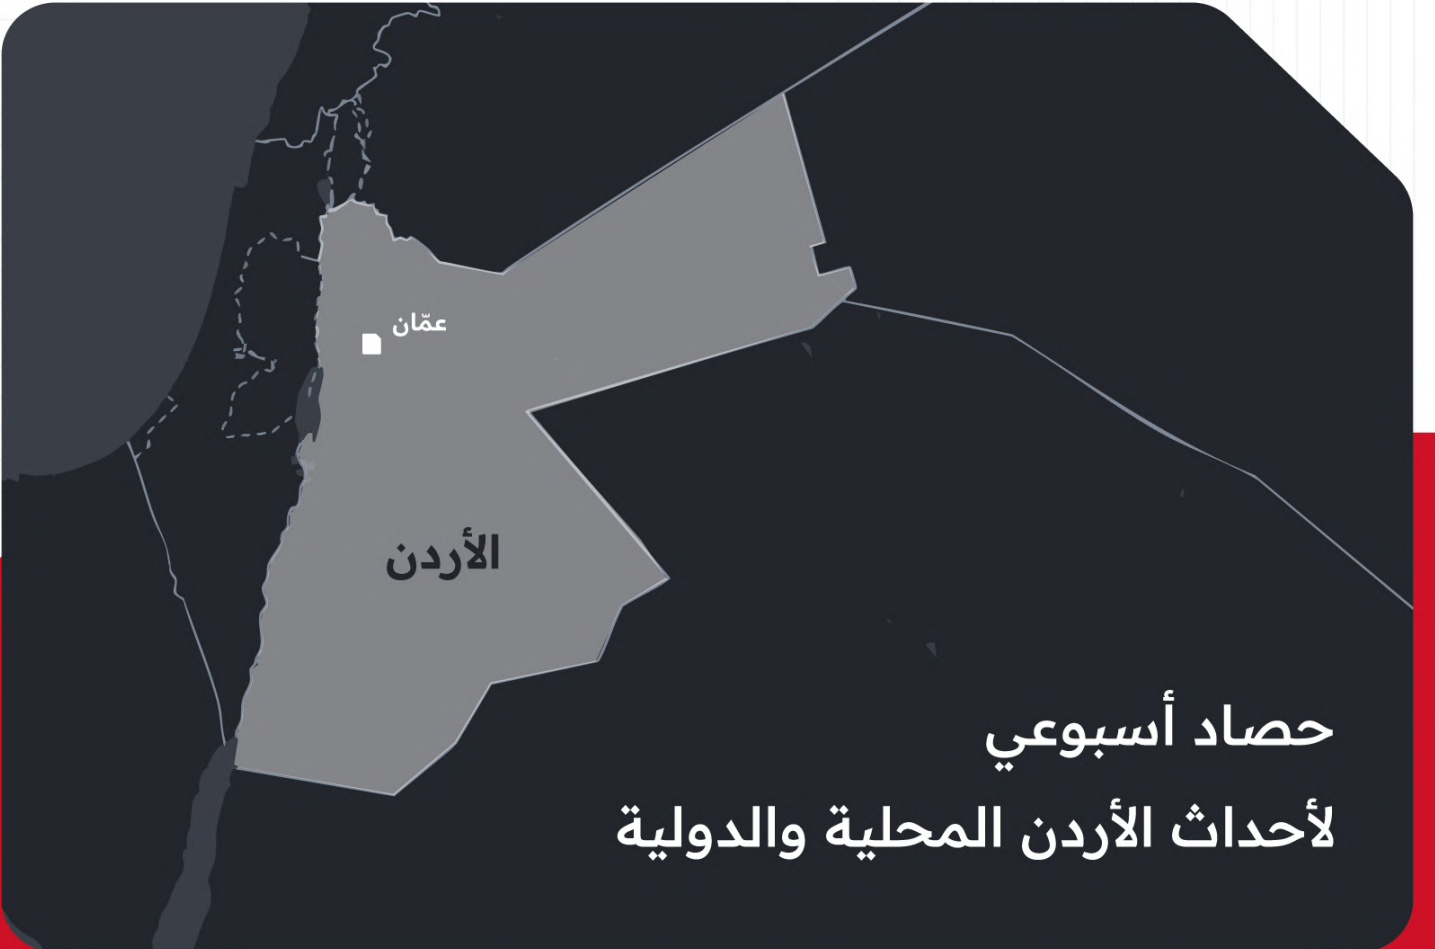 عمّان
الأردن
حصاد أسبوعي
لأحداث الأردن المحلية والدولية